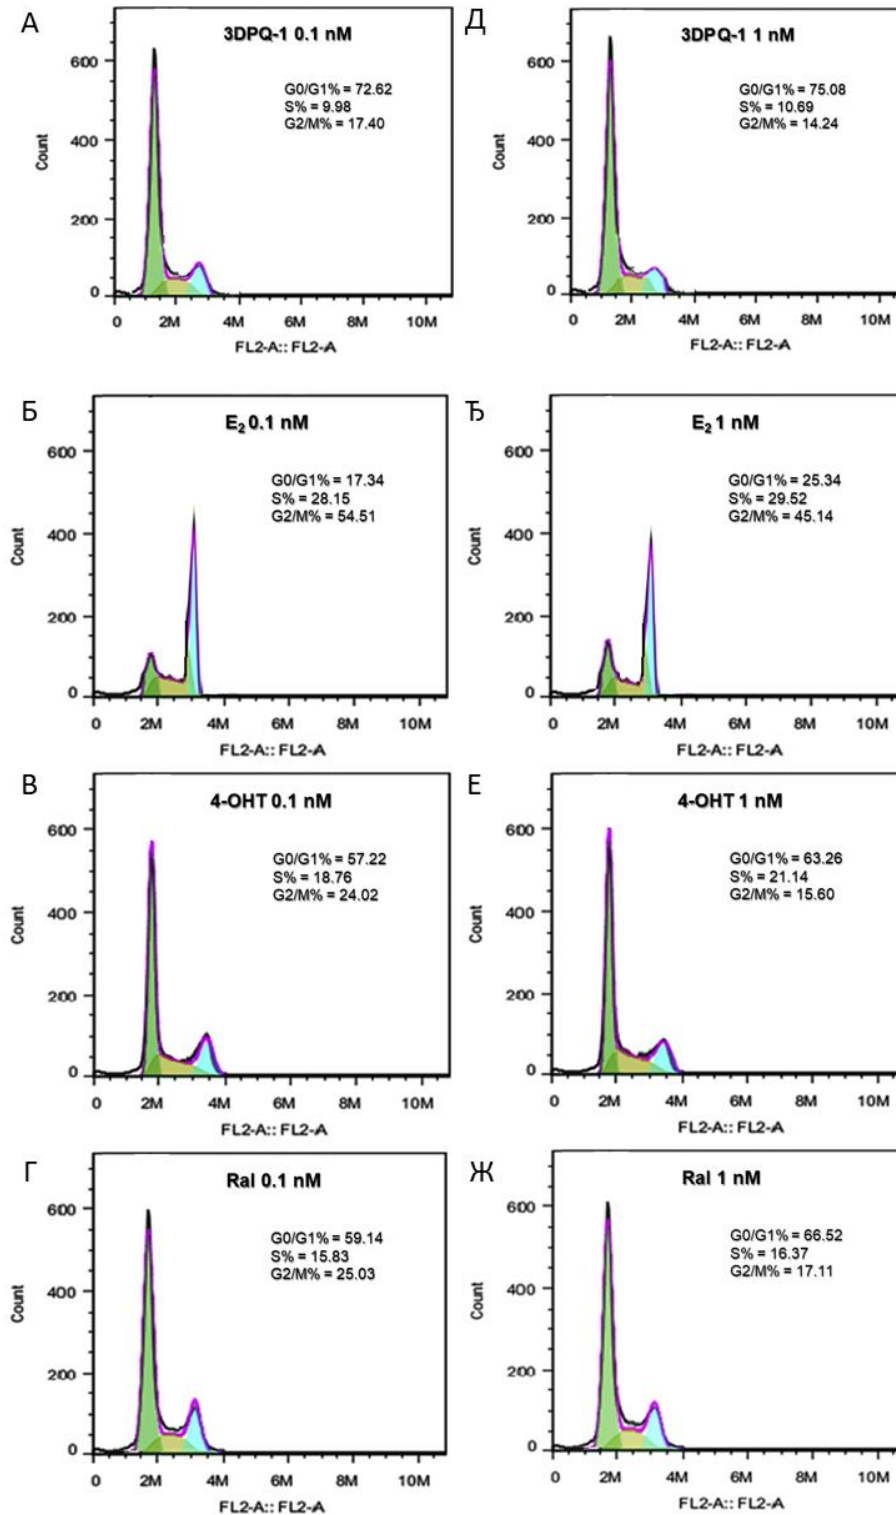 А
3DPQ-1 0.1 nM
G0/G1% = 72.62
S% = 9.98
G2/M% = 17.40
Count
600
400
200
0
0 2M 4M 6M 8M 10M
FL2-A:: FL2-A
Д
3DPQ-1 1 nM
G0/G1% = 75.08
S% = 10.69
G2/M% = 14.24
Count
600
400
200
0
0 2M 4M 6M 8M 10M
FL2-A:: FL2-A
Б
E₂ 0.1 nM
G0/G1% = 17.34
S% = 28.15
G2/M% = 54.51
Count
600
400
200
0
0 2M 4M 6M 8M 10M
FL2-A:: FL2-A
Ђ
E₂ 1 nM
G0/G1% = 25.34
S% = 29.52
G2/M% = 45.14
Count
600
400
200
0
0 2M 4M 6M 8M 10M
FL2-A:: FL2-A
В
4-OHT 0.1 nM
G0/G1% = 57.22
S% = 18.76
G2/M% = 24.02
Count
600
400
200
0
0 2M 4M 6M 8M 10M
FL2-A:: FL2-A
Е
4-OHT 1 nM
G0/G1% = 63.26
S% = 21.14
G2/M% = 15.60
Count
600
400
200
0
0 2M 4M 6M 8M 10M
FL2-A:: FL2-A
Г
Ral 0.1 nM
G0/G1% = 59.14
S% = 15.83
G2/M% = 25.03
Count
600
400
200
0
0 2M 4M 6M 8M 10M
FL2-A:: FL2-A
Ж
Ral 1 nM
G0/G1% = 66.52
S% = 16.37
G2/M% = 17.11
Count
600
400
200
0
0 2M 4M 6M 8M 10M
FL2-A:: FL2-A